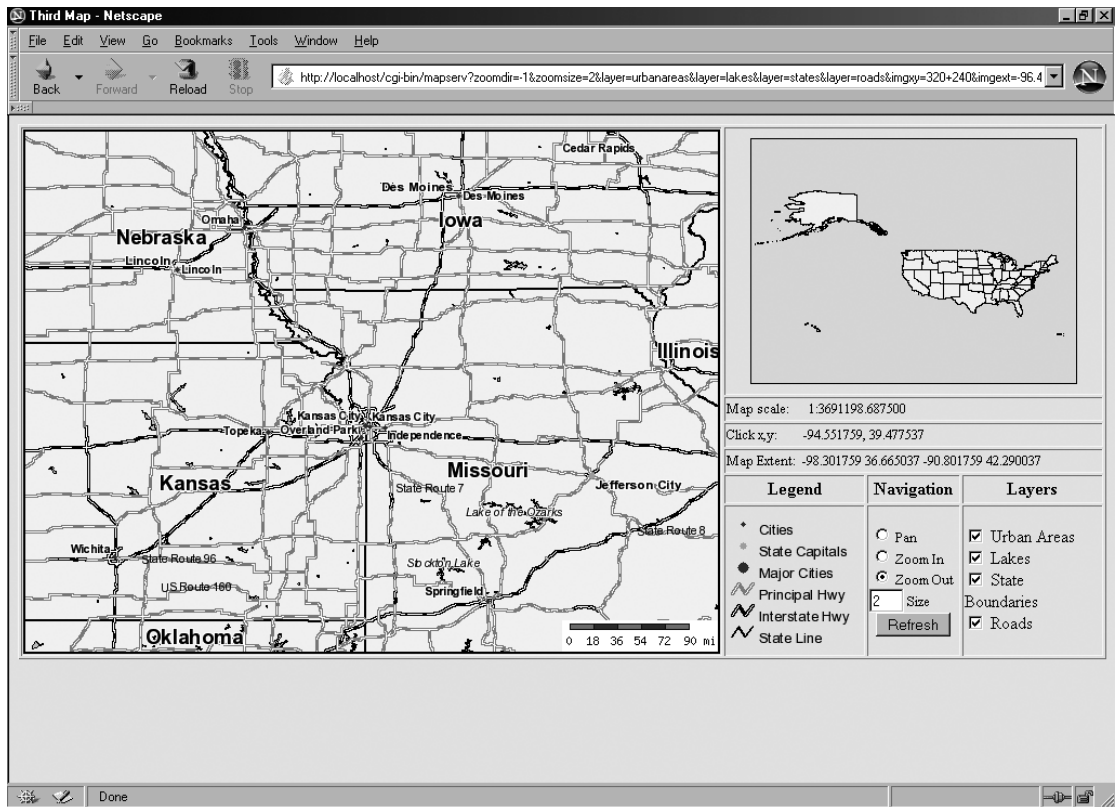 Third Map - Netscape
File Edit View Go Bookmarks Tools Window Help
Back Forward Reload Stop
http://localhost/cgi-bin/mapserv?zoomdir=-1&zoomsize=2&layer=urbanareas&layer=lakes&layer=states&layer=roads&imgxy=320+240&imgext=-96.4
N
Cedar Rapids
Des Moines
Des Moines
Omaha
Iowa
Nebraska
Lincoln
Lincoln
Illinois
Kansas City
Kansas City
Topeka
Overland Park
Independence
Missouri
Kansas
State Route 7
Jefferson City
Lake of the Ozarks
State Route 8
Wichita
State Route 96
Stockton Lake
US Route 160
Springfield
Oklahoma
0 18 36 54 72 90 mi
Map scale: 1:3691198.687500
Click x,y: -94.551759, 39.477537
Map Extent: -98.301759 36.665037 -90.801759 42.290037
Legend
Cities
State Capitals
Major Cities
Principal Hwy
Interstate Hwy
State Line
Navigation
Pan
Zoom In
Zoom Out
2 Size
Refresh
Layers
Urban Areas
Lakes
State
Boundaries
Roads
Done